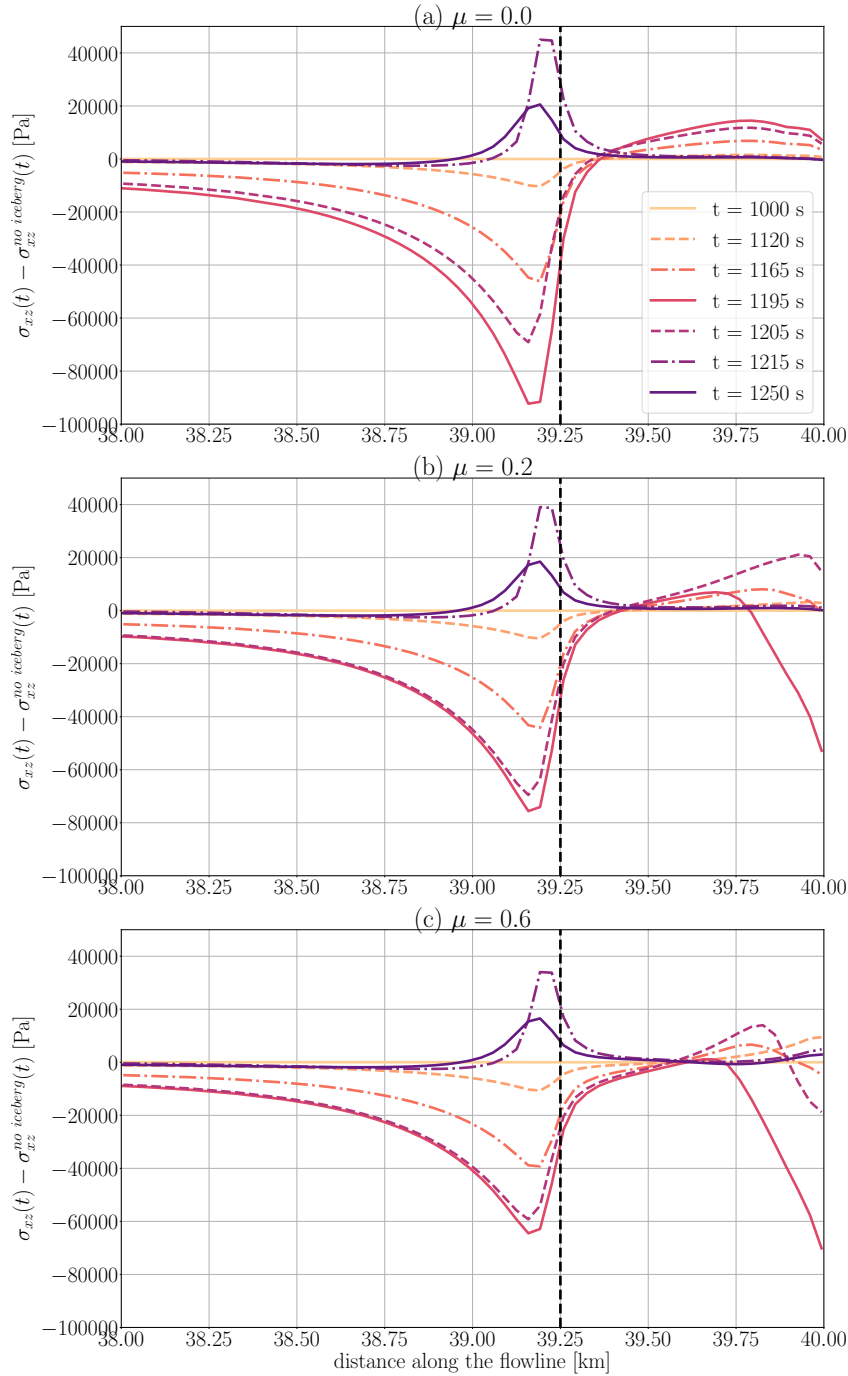 (a) μ = 0.0
σxz(t) − σxz^no iceberg(t) [Pa]
40000
20000
0
−20000
−40000
−60000
−80000
−100000
t = 1000 s
t = 1120 s
t = 1165 s
t = 1195 s
t = 1205 s
t = 1215 s
t = 1250 s
38.00 38.25 38.50 38.75 39.00 39.25 39.50 39.75 40.00
(b) μ = 0.2
σxz(t) − σxz^no iceberg(t) [Pa]
40000
20000
0
−20000
−40000
−60000
−80000
−100000
38.00 38.25 38.50 38.75 39.00 39.25 39.50 39.75 40.00
(c) μ = 0.6
σxz(t) − σxz^no iceberg(t) [Pa]
40000
20000
0
−20000
−40000
−60000
−80000
−100000
38.00 38.25 38.50 38.75 39.00 39.25 39.50 39.75 40.00
distance along the flowline [km]